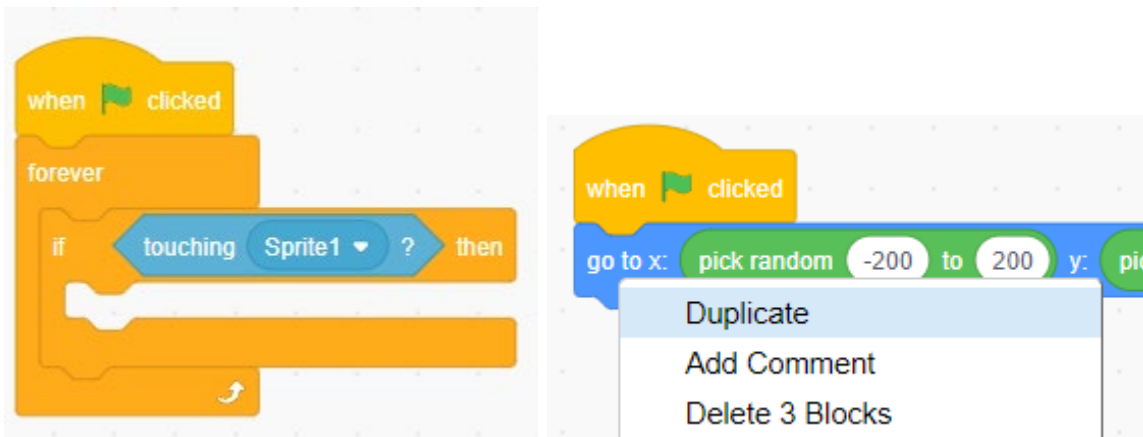 when clicked
forever
if touching Sprite1 ? then
when clicked
go to x: pick random -200 to 200 y:
Duplicate
Add Comment
Delete 3 Blocks